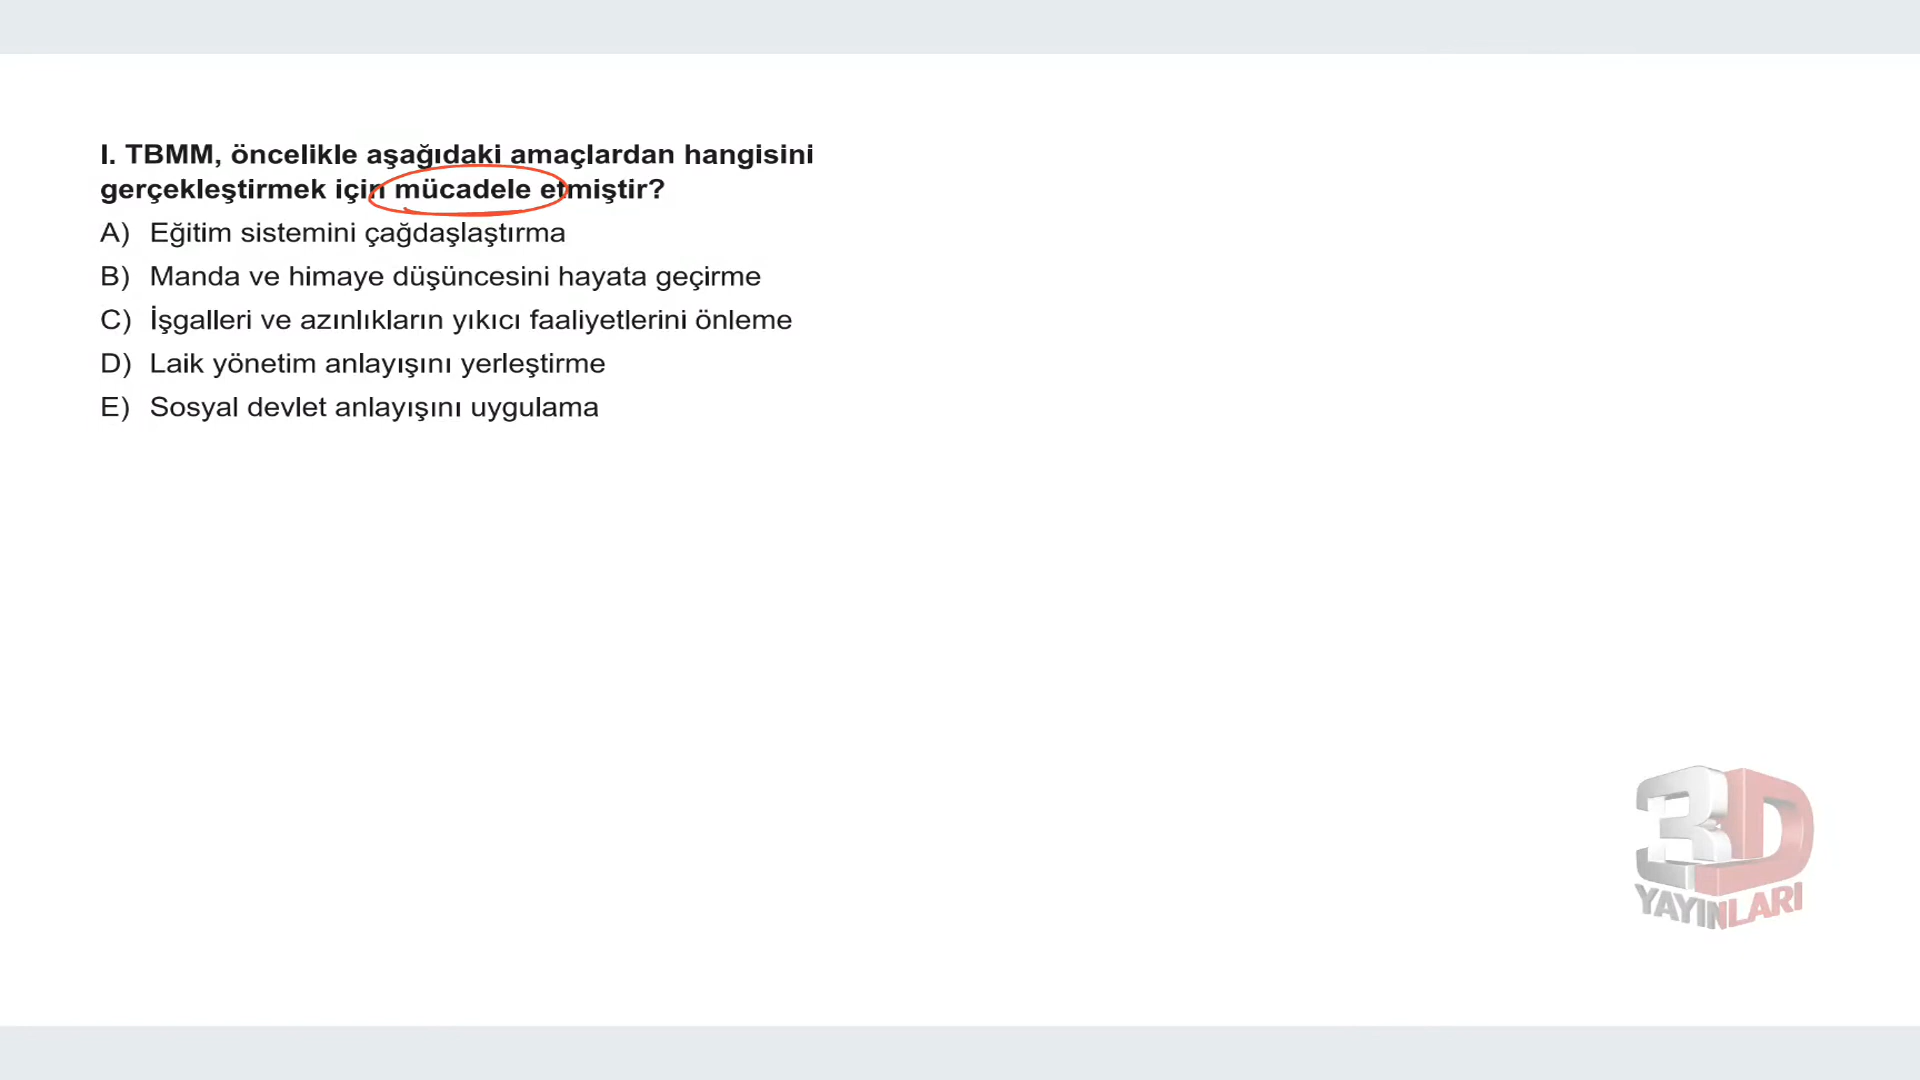 I. TBMM, öncelikle aşağıdaki amaçlardan hangisini
gerçekleştirmek için mücadele etmiştir?
A) Eğitim sistemini çağdaşlaştırma
B) Manda ve himaye düşüncesini hayata geçirme
C) İşgalleri ve azınlıkların yıkıcı faaliyetlerini önleme
D) Laik yönetim anlayışını yerleştirme
E) Sosyal devlet anlayışını uygulama
3D
YAYINLARI